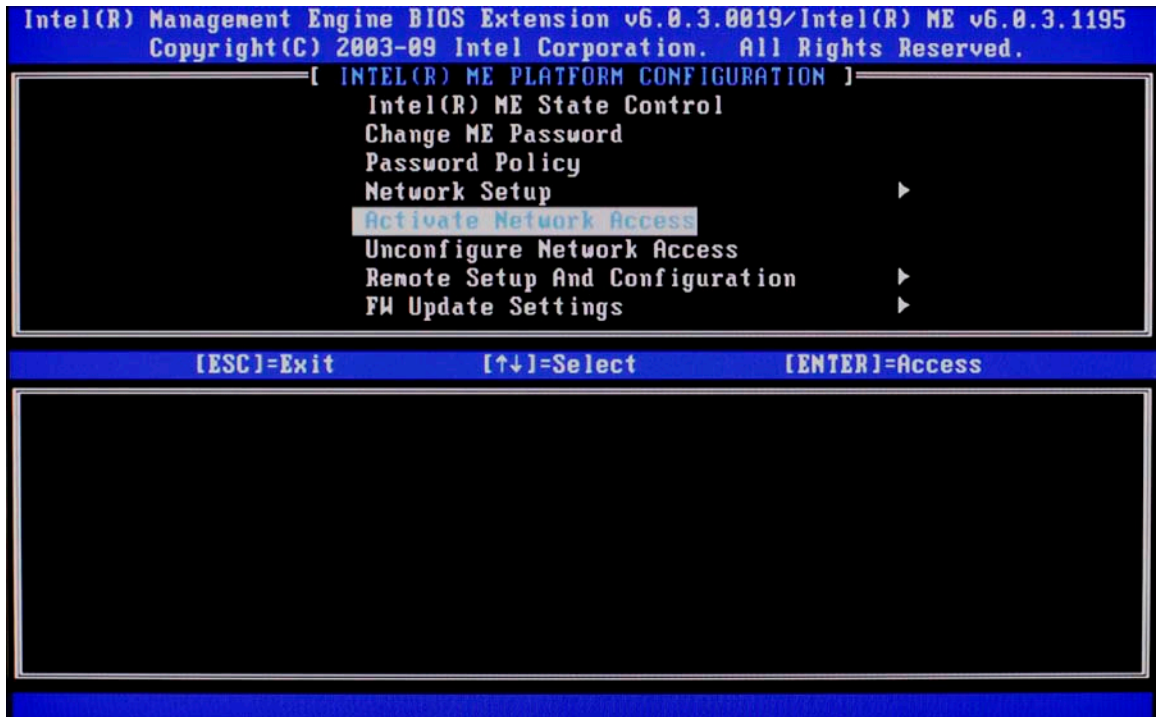 Intel(R) Management Engine BIOS Extension v6.0.3.0019/Intel(R) ME v6.0.3.1195
Copyright(C) 2003-09 Intel Corporation. All Rights Reserved.
[ INTEL(R) ME PLATFORM CONFIGURATION ]
Intel(R) ME State Control
Change ME Password
Password Policy
Network Setup ►
Activate Network Access
Unconfigure Network Access
Remote Setup And Configuration ►
FW Update Settings ►
[ESC]=Exit [↑↓]=Select [ENTER]=Access